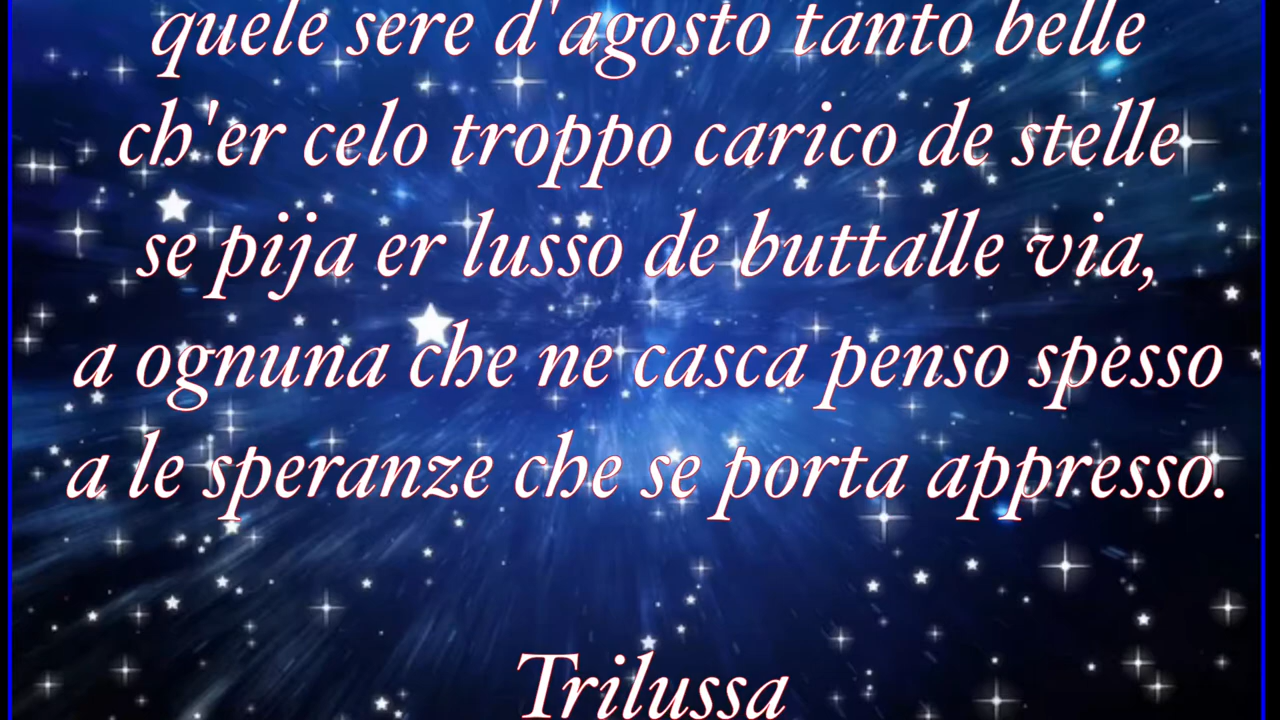 quele sere d'agosto tanto belle
ch'er celo troppo carico de stelle
se pija er lusso de buttalle via,
a ognuna che ne casca penso spesso
a le speranze che se porta appresso.
Trilussa